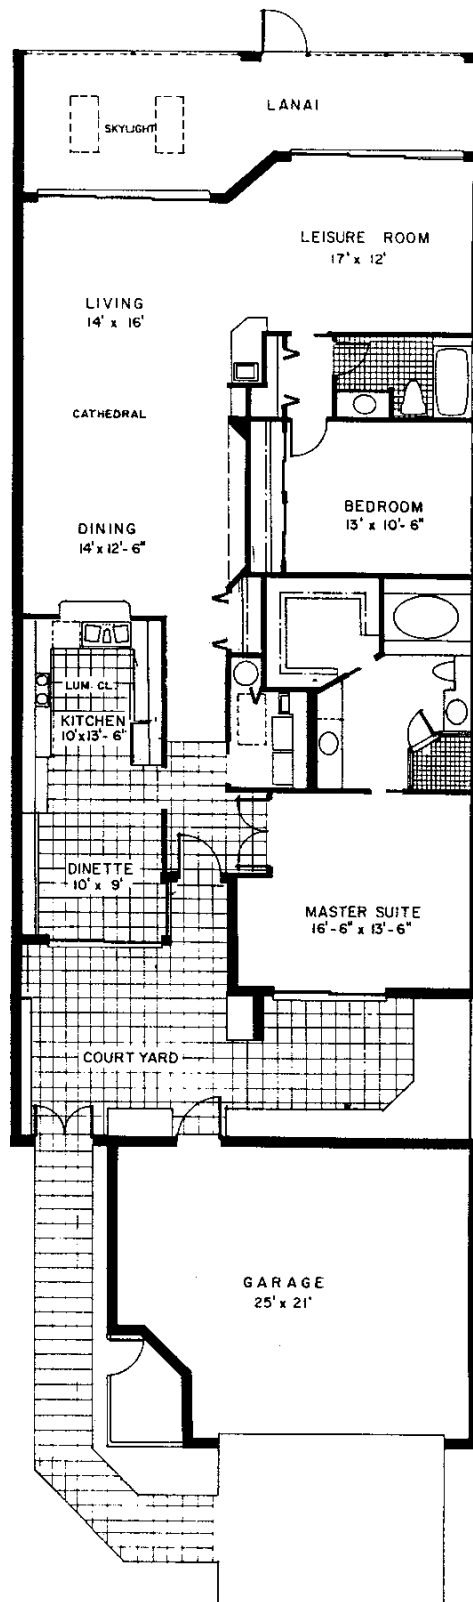 LANAI
SKYLIGHT
LEISURE ROOM
17' x 12'
LIVING
14' x 16'
CATHEDRAL
BEDROOM
13' x 10'-6"
DINING
14' x 12'-6"
LUM. CL.
KITCHEN
10'x13'-6"
DINETTE
10' x 9'
MASTER SUITE
16'-6" x 13'-6"
COURT YARD
GARAGE
25' x 21'